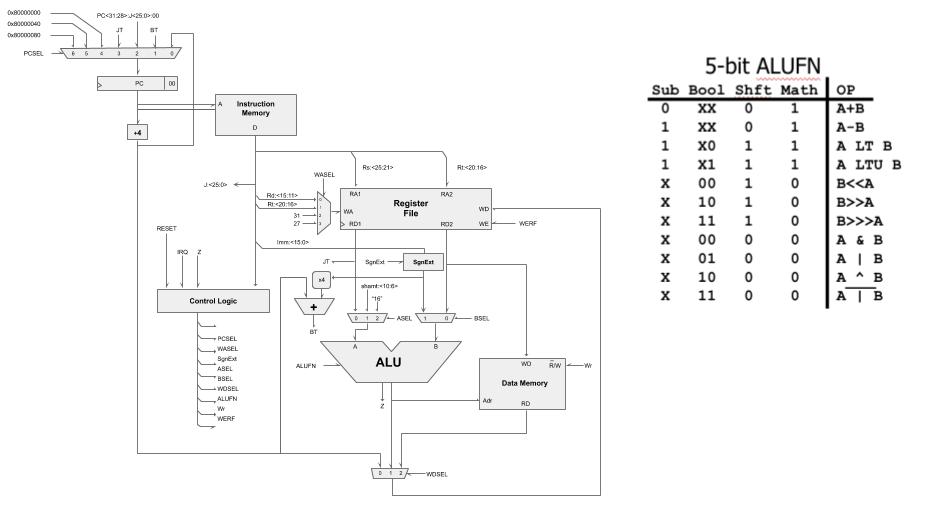 0x80000000
0x80000040
0x80000080
PC<31:28>:J<25:0>:00
JT
BT
PCSEL
6 5 4 3 2 1 0
PC
00
+4
A
Instruction
Memory
D
Rs:<25:21>
Rt:<20:16>
J:<25:0>
WASEL
Rd:<15:11>
Rt:<20:16>
31
27
0
1
2
3
WA
RA1
RA2
Register
File
WD
WE
RD1
RD2
WERF
RESET
IRQ
Z
Imm:<15:0>
JT
SgnExt
SgnExt
x4
shamt:<10:6>
"16"
+
BT
0 1 2
ASEL
1 0
BSEL
Control Logic
PCSEL
WASEL
SgnExt
ASEL
BSEL
WDSEL
ALUFN
Wr
WERF
A
B
ALU
ALUFN
Z
WD
R/W
Wr
Data Memory
Adr
RD
0 1 2
WDSEL
5-bit ALUFN
Sub Bool Shft Math OP
0 XX 0 1 A+B
1 XX 0 1 A-B
1 X0 1 1 A LT B
1 X1 1 1 A LTU B
X 00 1 0 B<<A
X 10 1 0 B>>A
X 11 1 0 B>>>A
X 00 0 0 A & B
X 01 0 0 A | B
X 10 0 0 A ^ B
X 11 0 0 A | B